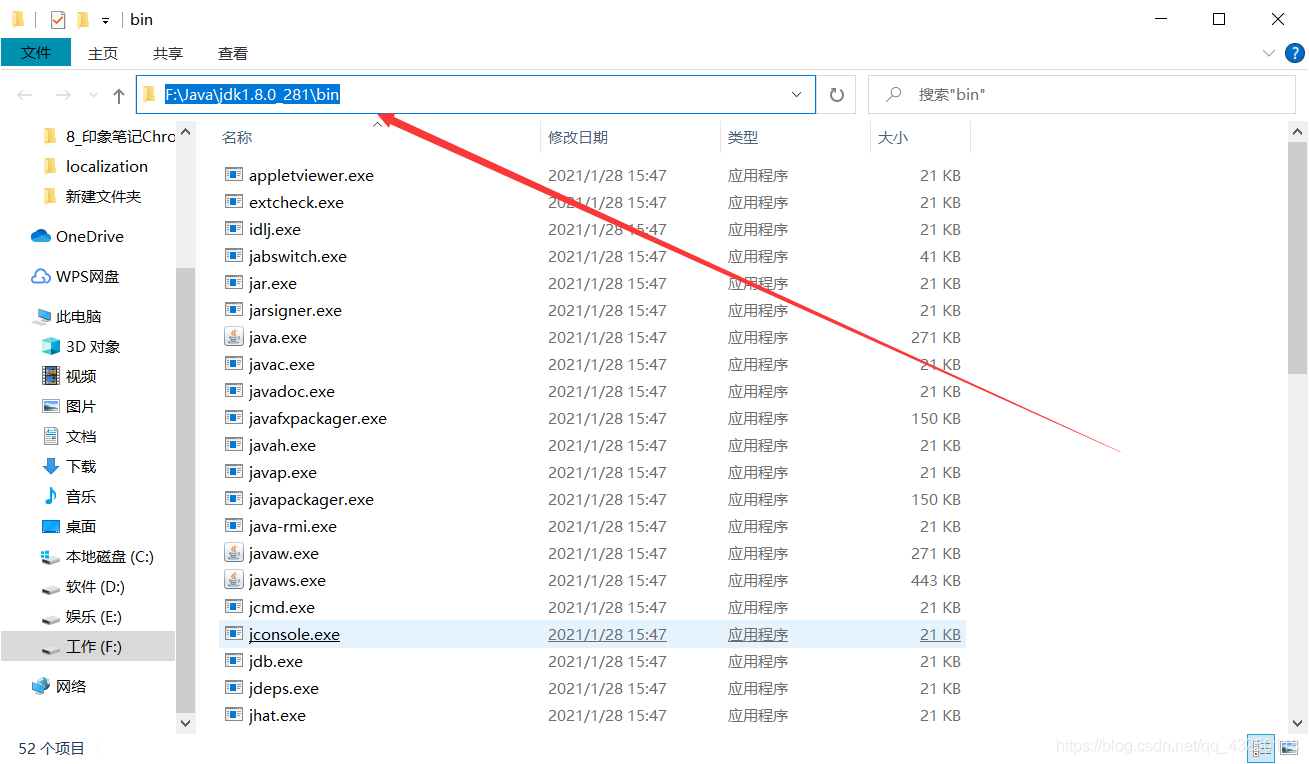 bin
文件 主页 共享 查看
F:\Java\jdk1.8.0_281\bin
搜索"bin"
8_印象笔记Chro
localization
新建文件夹
OneDrive
WPS网盘
此电脑
3D 对象
视频
图片
文档
下载
音乐
桌面
本地磁盘 (C:)
软件 (D:)
娱乐 (E:)
工作 (F:)
网络
名称 修改日期 类型 大小
appletviewer.exe 2021/1/28 15:47 应用程序 21 KB
extcheck.exe 2021/1/28 15:47 应用程序 21 KB
idlj.exe 2021/1/28 15:47 应用程序 21 KB
jabswitch.exe 2021/1/28 15:47 应用程序 41 KB
jar.exe 2021/1/28 15:47 应用程序 21 KB
jarsigner.exe 2021/1/28 15:47 应用程序 21 KB
java.exe 2021/1/28 15:47 应用程序 271 KB
javac.exe 2021/1/28 15:47 应用程序 21 KB
javadoc.exe 2021/1/28 15:47 应用程序 21 KB
javafxpackager.exe 2021/1/28 15:47 应用程序 150 KB
javah.exe 2021/1/28 15:47 应用程序 21 KB
javap.exe 2021/1/28 15:47 应用程序 21 KB
javapackager.exe 2021/1/28 15:47 应用程序 150 KB
java-rmi.exe 2021/1/28 15:47 应用程序 21 KB
javaw.exe 2021/1/28 15:47 应用程序 271 KB
javaws.exe 2021/1/28 15:47 应用程序 443 KB
jcmd.exe 2021/1/28 15:47 应用程序 21 KB
jconsole.exe 2021/1/28 15:47 应用程序 21 KB
jdb.exe 2021/1/28 15:47 应用程序 21 KB
jdeps.exe 2021/1/28 15:47 应用程序 21 KB
jhat.exe 2021/1/28 15:47 应用程序 21 KB
52 个项目